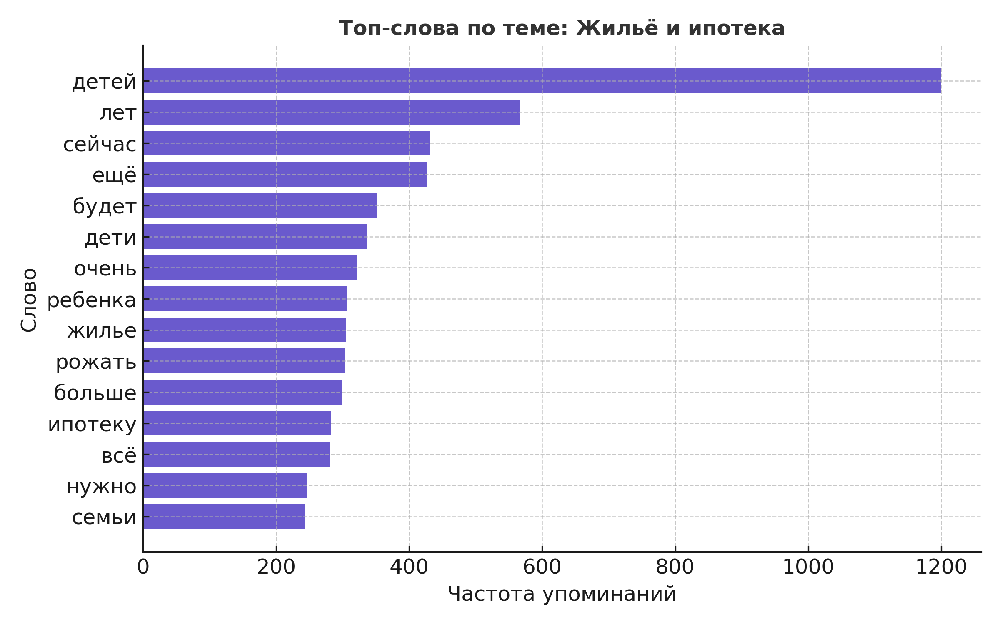 Топ-слова по теме: Жильё и ипотека
Слово
детей
лет
сейчас
ещё
будет
дети
очень
ребенка
жилье
рожать
больше
ипотеку
всё
нужно
семьи
0 200 400 600 800 1000 1200
Частота упоминаний